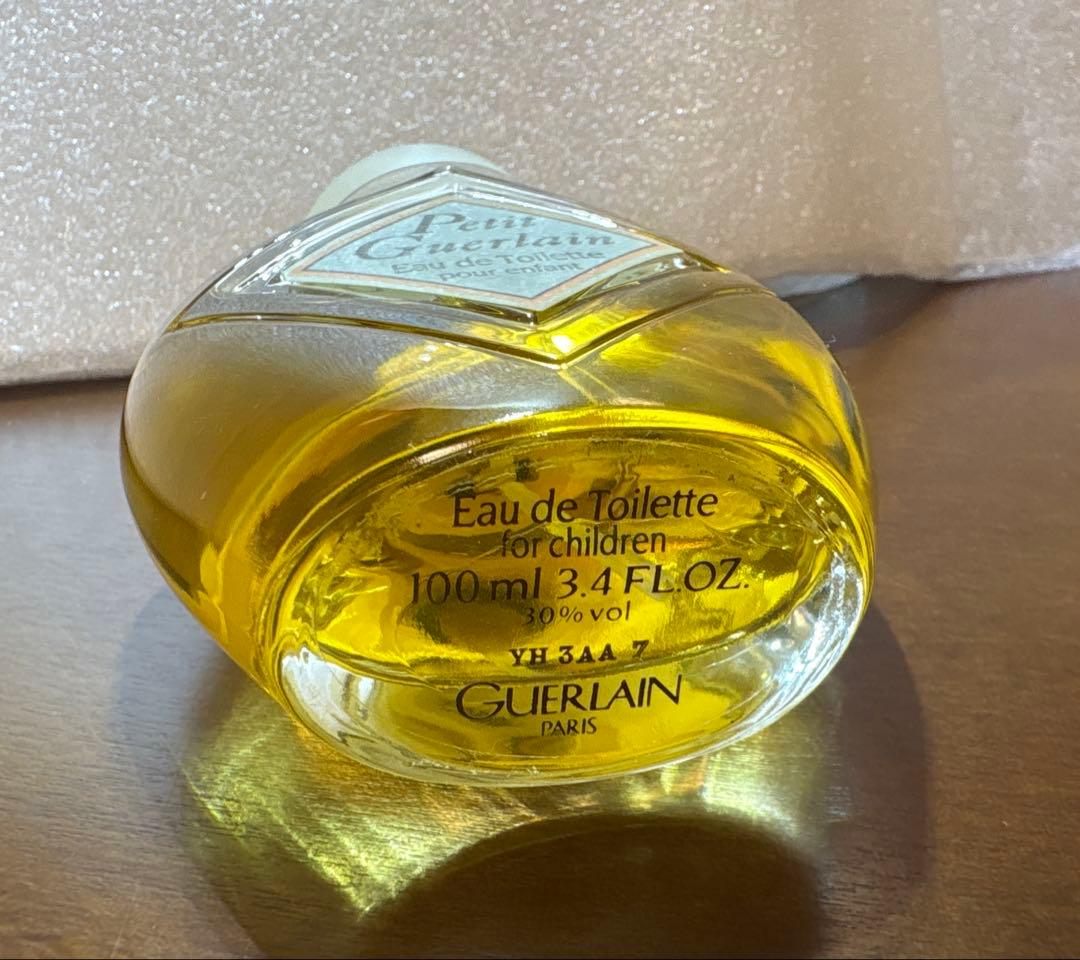 Petit
Guerlain
Eau de Toilette
pour enfant
Eau de Toilette
for children
100 ml 3.4 FL.OZ.
30% vol
YH 3AA 7
GUERLAIN
PARIS